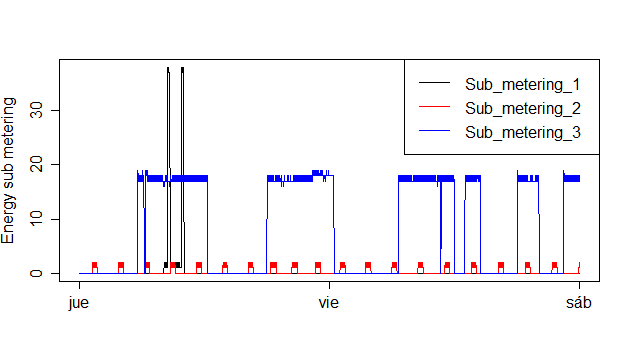 Sub_metering_1
Sub_metering_2
Sub_metering_3
Energy sub metering
30
20
10
0
jue
vie
sáb